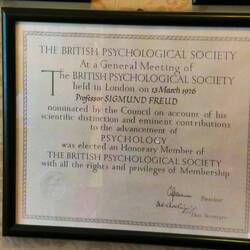 THE BRITISH PSYCHOLOGICAL SOCIETY
At a General Meeting of
THE BRITISH PSYCHOLOGICAL SOCIETY
held in London on 13 March 1926
Professor SIGMUND FREUD
nominated by the Council on account of his
scientific distinction and eminent contributions
to the advancement of
PSYCHOLOGY
was elected an Honorary Member of
THE BRITISH PSYCHOLOGICAL SOCIETY
with all the rights and privileges of Membership
President
Hon. Secretary